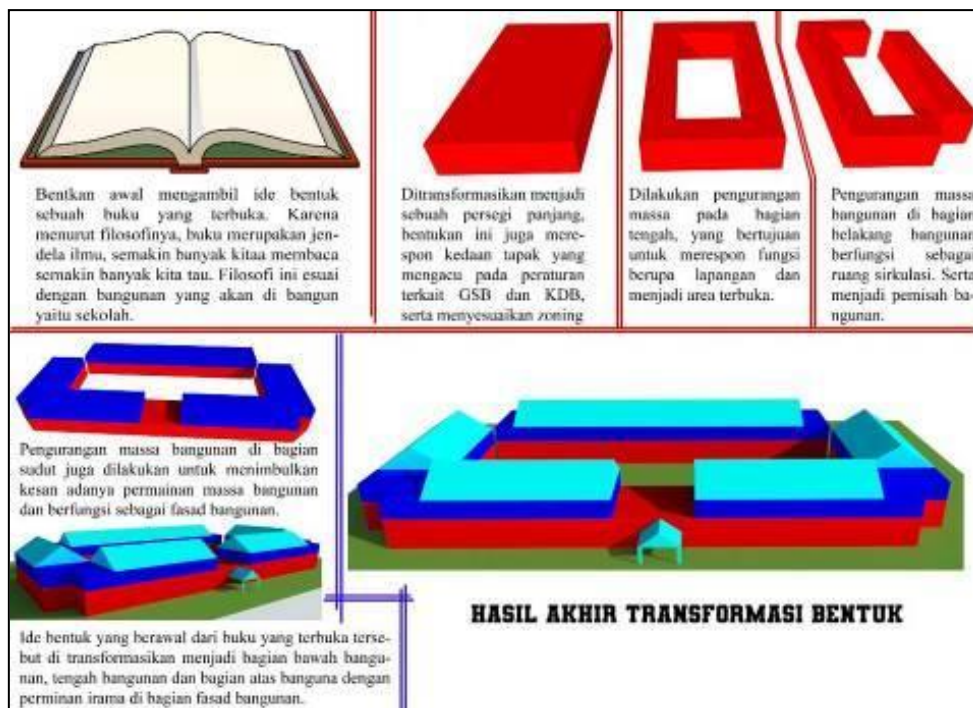 Bentkan awal mengambil ide bentuk
sebuah buku yang terbuka. Karena
menurut filosofinya, buku merupakan jen-
dela ilmu, semakin banyak kitaa membaca
semakin banyak kita tau. Filosofi ini esuai
dengan bangunan yang akan di bangun
yaitu sekolah.
Ditransformasikan menjadi
sebuah persegi panjang,
bentukan ini juga mere-
spon kedaan tapak yang
mengacu pada peraturan
terkait GSB dan KDB,
serta menyesuaikan zoning
Dilakukan pengurangan
massa pada bagian
tengah, yang bertujuan
untuk merespon fungsi
berupa lapangan dan
menjadi area terbuka.
Pengurangan massa
bangunan di bagian
belakang bangunan
berfungsi sebagai
ruang sirkulasi. Serta
menjadi pemisah ba-
ngunan.
Pengurangan massa bangunan di bagian
sudut juga dilakukan untuk menimbulkan
kesan adanya permainan massa bangunan
dan berfungsi sebagai fasad bangunan.
Ide bentuk yang berawal dari buku yang terbuka terse-
but di transformasikan menjadi bagian bawah bangu-
nan, tengah bangunan dan bagian atas banguna dengan
perminan irama di bagian fasad bangunan.
HASIL AKHIR TRANSFORMASI BENTUK